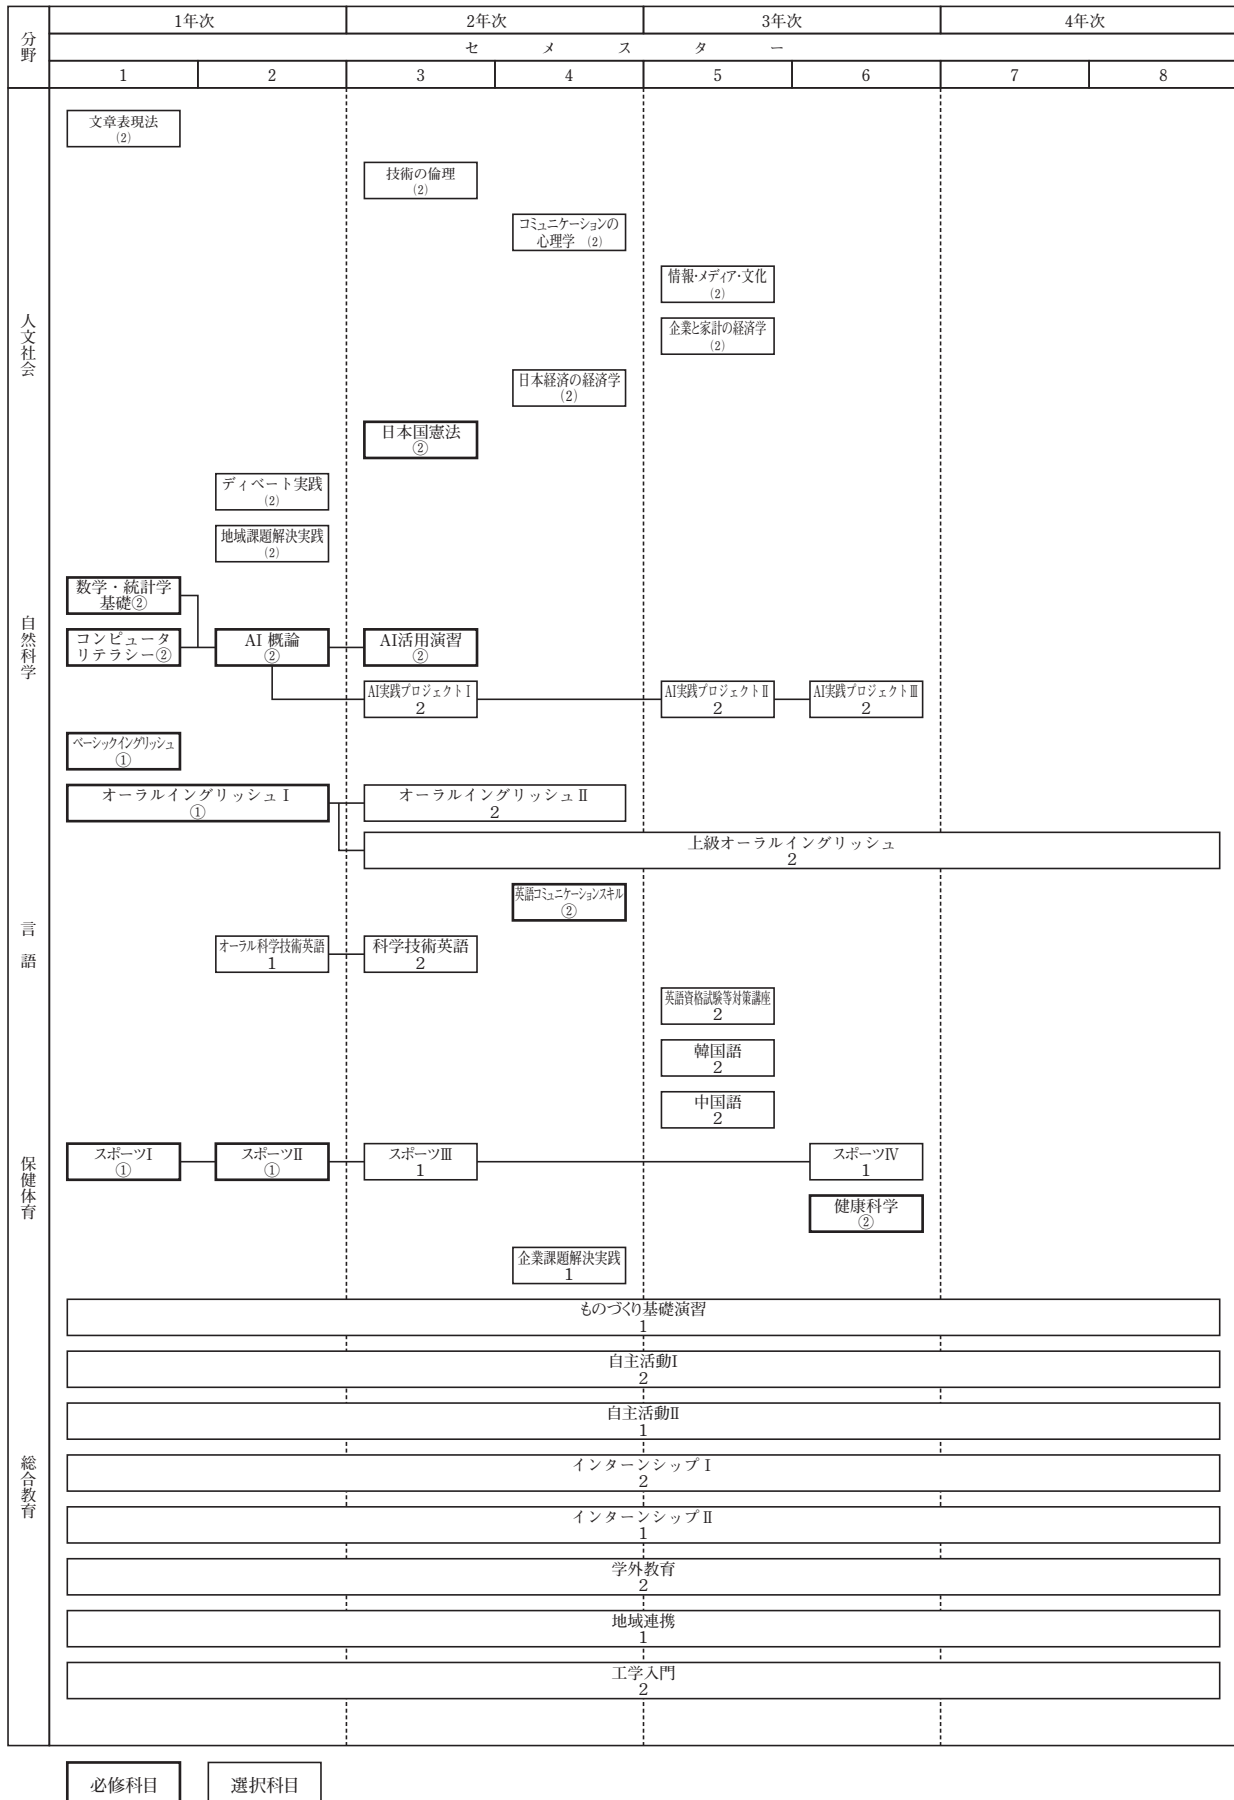 分野
1年次
2年次
3年次
4年次
セメスター
1
2
3
4
5
6
7
8
人文社会
文章表現法
(2)
技術の倫理
(2)
コミュニケーションの
心理学 (2)
情報・メディア・文化
(2)
企業と家計の経済学
(2)
日本経済の経済学
(2)
日本国憲法
②
ディベート実践
(2)
地域課題解決実践
(2)
自然科学
数学・統計学
基礎②
コンピュータ
リテラシー②
AI 概論
②
AI活用演習
②
AI実践プロジェクトⅠ
2
AI実践プロジェクトⅡ
2
AI実践プロジェクトⅢ
2
言語
ベーシックイングリッシュ
①
オーラルイングリッシュⅠ
①
オーラルイングリッシュⅡ
2
上級オーラルイングリッシュ
2
英語コミュニケーションスキル
②
オーラル科学技術英語
1
科学技術英語
2
英語資格試験等対策講座
2
韓国語
2
中国語
2
保健体育
スポーツⅠ
①
スポーツⅡ
①
スポーツⅢ
1
スポーツⅣ
1
健康科学
②
総合教育
企業課題解決実践
1
ものづくり基礎演習
1
自主活動Ⅰ
2
自主活動Ⅱ
1
インターンシップⅠ
2
インターンシップⅡ
1
学外教育
2
地域連携
1
工学入門
2
必修科目
選択科目